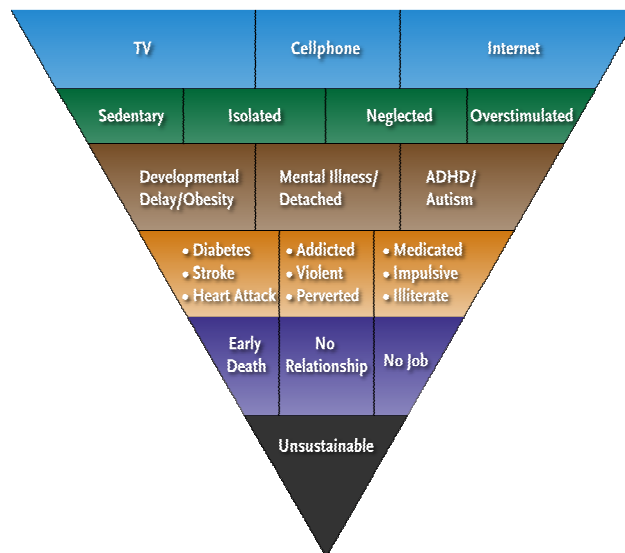 TV Cellphone Internet
Sedentary Isolated Neglected Overstimulated
Developmental
Delay/Obesity
Mental Illness/
Detached
ADHD/
Autism
• Diabetes
• Stroke
• Heart Attack
• Addicted
• Violent
• Perverted
• Medicated
• Impulsive
• Illiterate
Early
Death
No
Relationship
No Job
Unsustainable